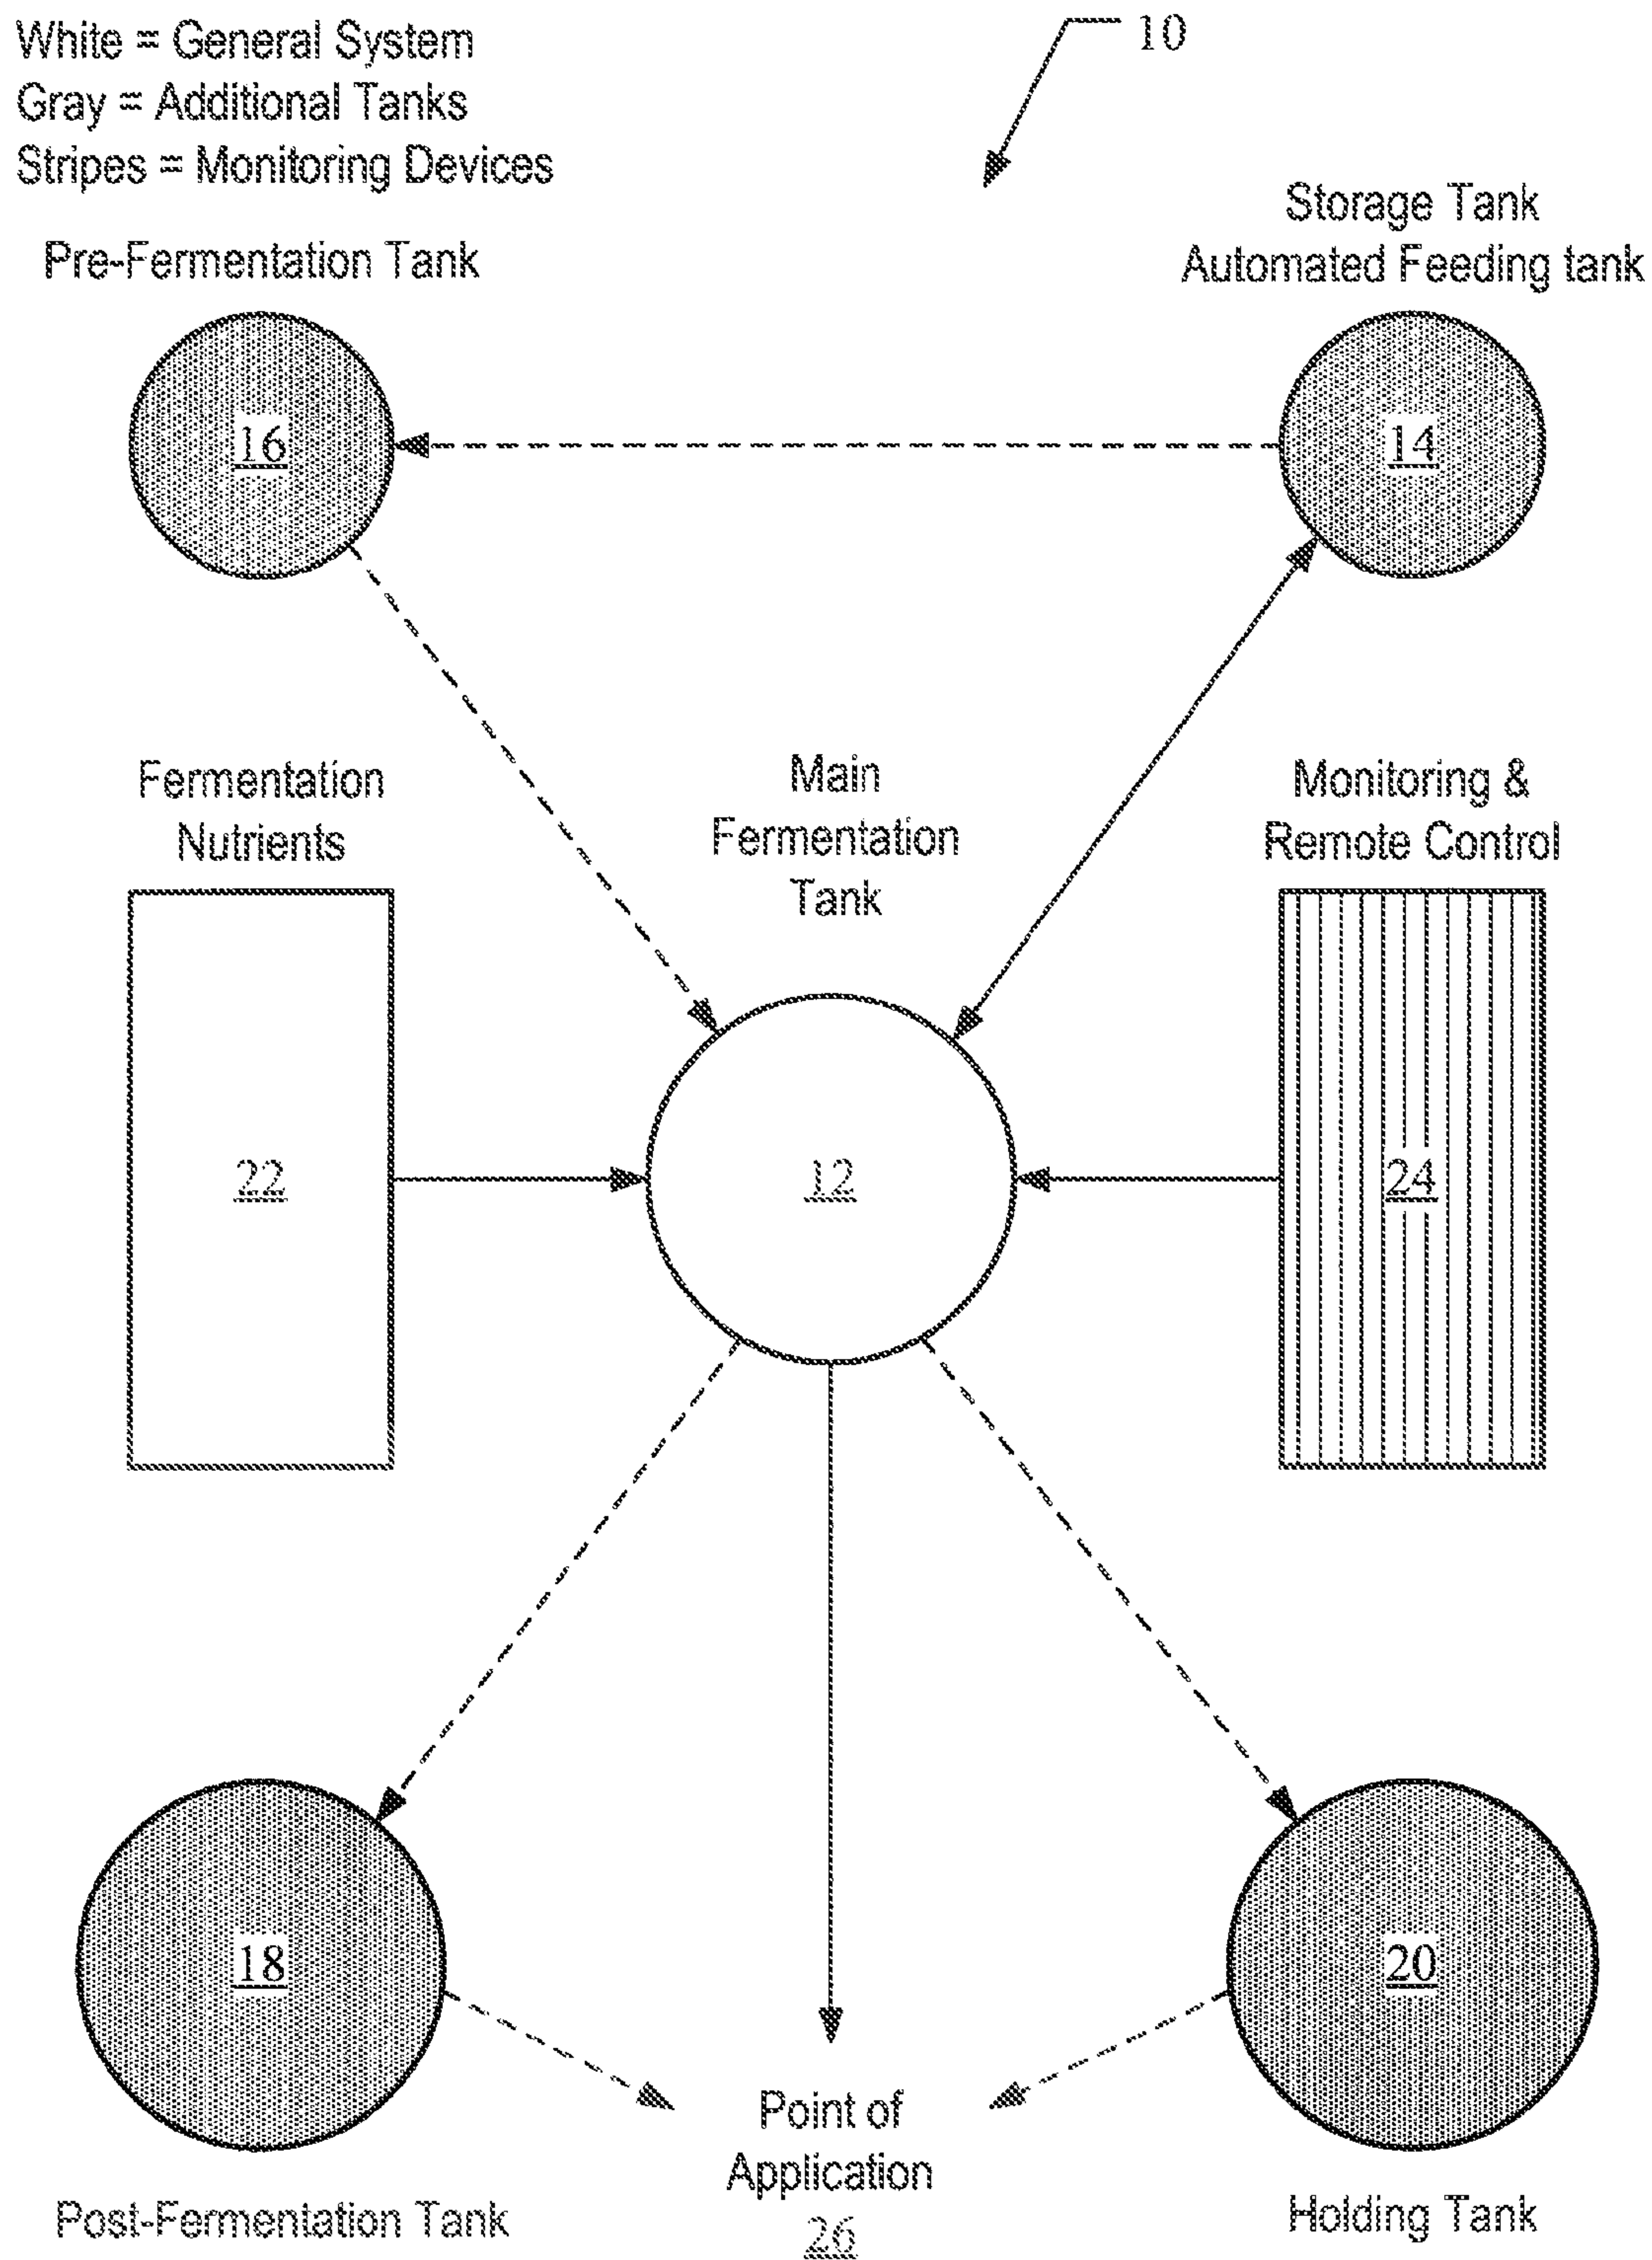 White = General System
Gray = Additional Tanks
Stripes = Monitoring Devices
10
Pre-Fermentation Tank
Storage Tank
Automated Feeding tank
16
14
Fermentation
Nutrients
Main
Fermentation
Tank
Monitoring &
Remote Control
22
12
24
18
20
Point of
Application
26
Post-Fermentation Tank
Holding Tank